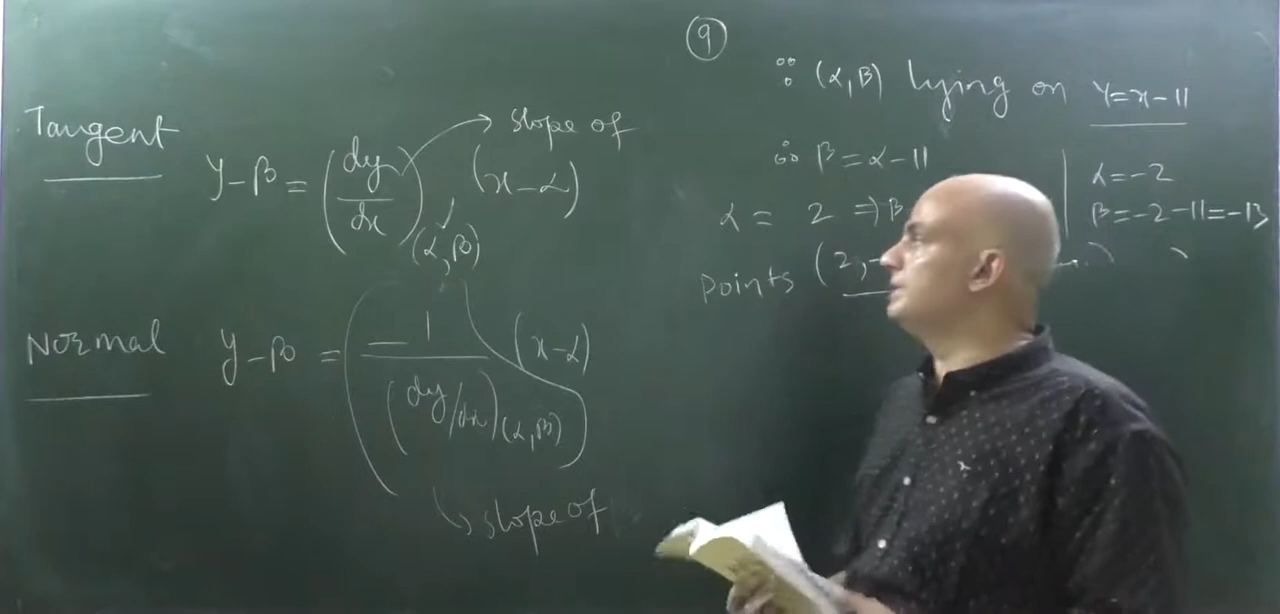 Tangent
y-β = (dy/dx)(α,β) (x-α)
slope of
Normal
y-β = (-1/(dy/dx)(α,β)) (x-α)
↳ slope of
9
∵ (α,β) lying on y=x-11
∴ β=α-11
α = 2 ⇒ β
Points (2,-
α=-2
β=-2-11=-13